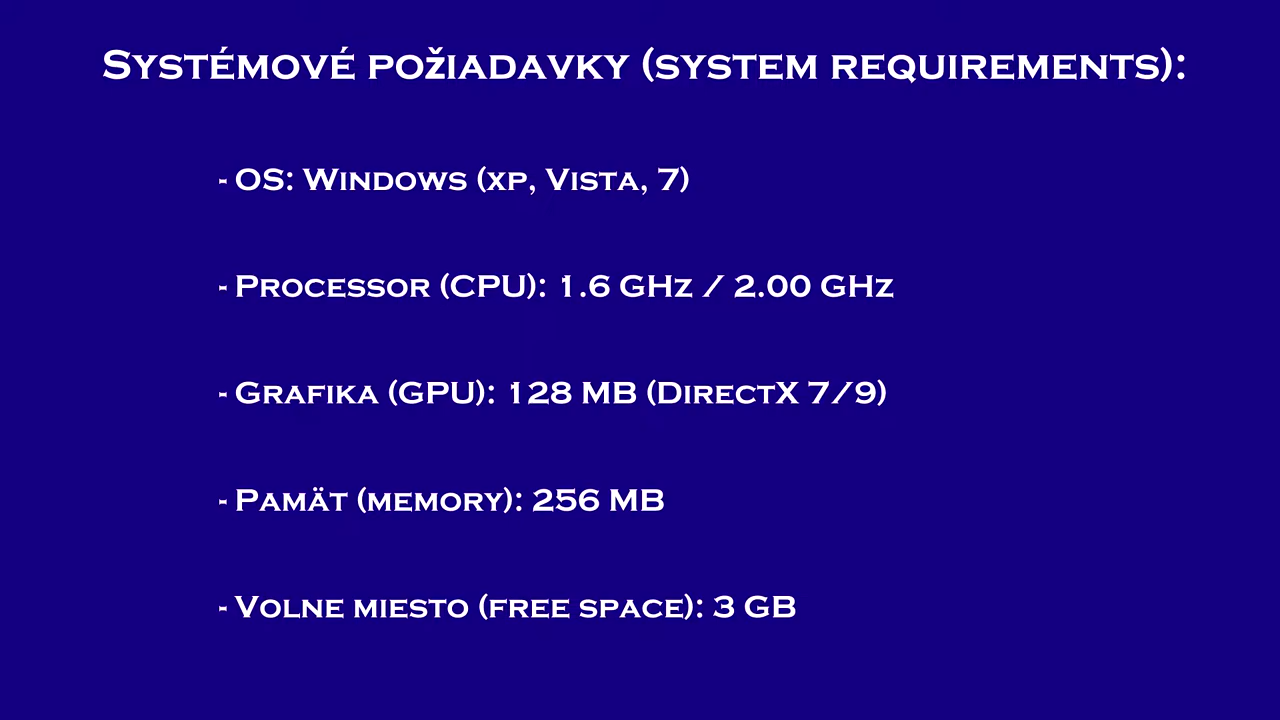 Systémové požiadavky (system requirements):
- OS: Windows (xp, Vista, 7)
- Processor (CPU): 1.6 GHz / 2.00 GHz
- Grafika (GPU): 128 MB (DirectX 7/9)
- Pamät (memory): 256 MB
- Volne miesto (free space): 3 GB